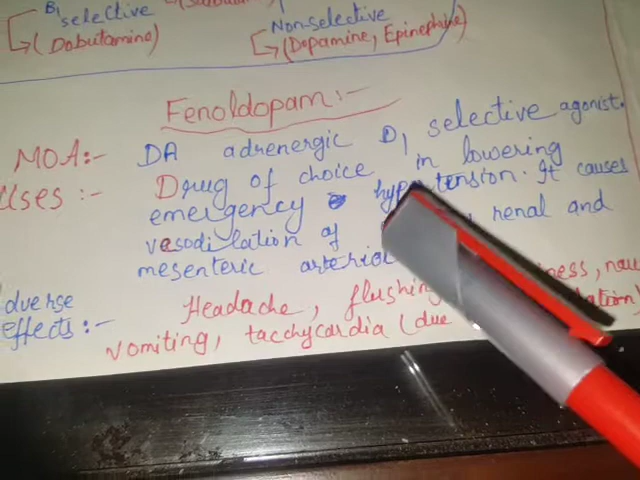 B1 selective
(Dobutamine)
Non-selective
(Dopamine, Epinephrine)
Fenoldopam:-
MOA:- DA adrenergic D1 selective agonist.
Uses :- Drug of choice in lowering
emergency hypertension. It causes
vasodilation of renal and
mesenteric
dverse
effects:- Headache, flushing
vomiting, tacchycardia (due